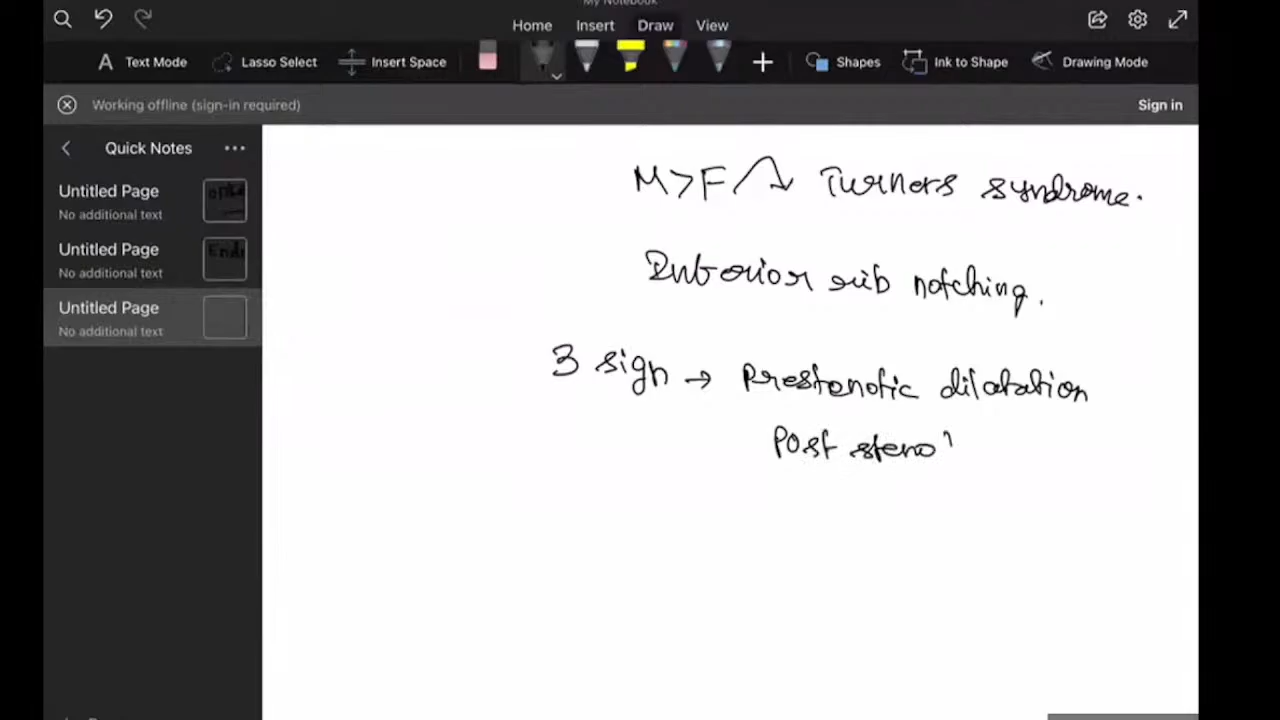 My Notebook
Home Insert Draw View
Text Mode Lasso Select Insert Space Shapes Ink to Shape Drawing Mode
Working offline (sign-in required) Sign in
Quick Notes
Untitled Page
No additional text
Untitled Page
No additional text
Untitled Page
No additional text
M>F Turners syndrome.
Inferior rib notching.
3 sign → Prestenotic dilatation
Post steno